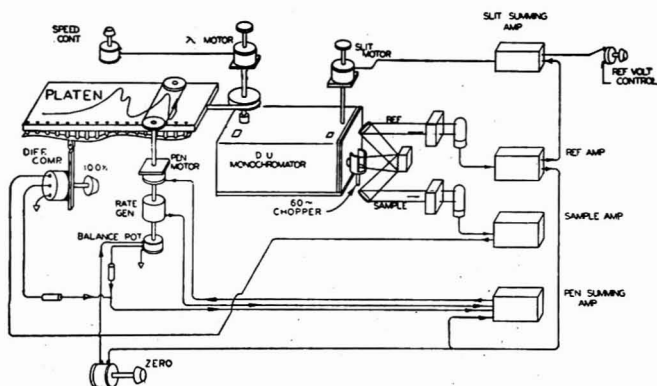 SPEED
CONT
λ MOTOR
SLIT
MOTOR
SLIT SUMMING
AMP
REF VOLT
CONTROL
PLATEN
REF
DIFF.
COMP.
100%
PEN
MOTOR
D U
MONOCHROMATOR
REF AMP
RATE
GEN
60~
CHOPPER
SAMPLE
SAMPLE AMP
BALANCE POT
PEN SUMMING
AMP
ZERO